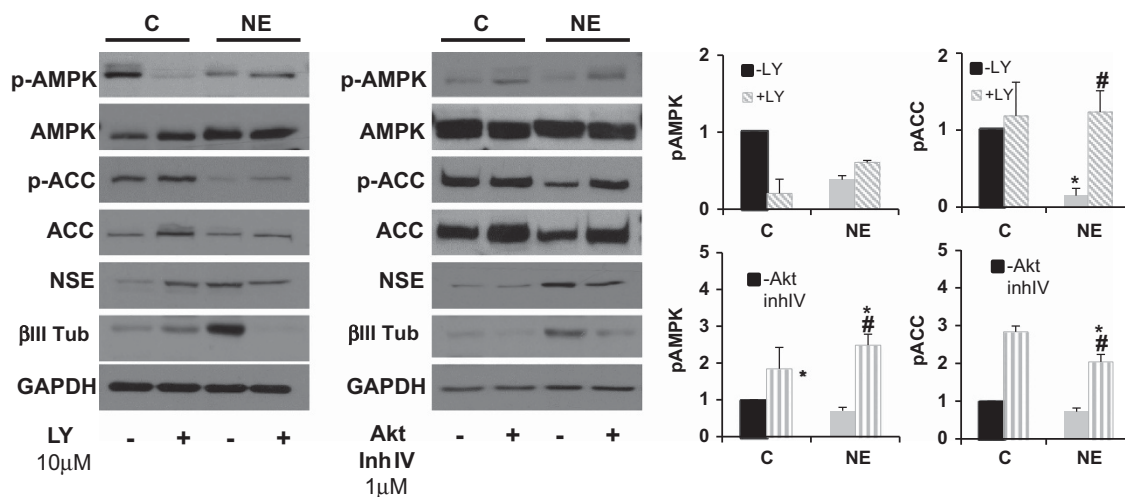 C NE
p-AMPK
AMPK
p-ACC
ACC
NSE
βIII Tub
GAPDH
LY - + - +
10µM
C NE
p-AMPK
AMPK
p-ACC
ACC
NSE
βIII Tub
GAPDH
Akt - + - +
Inh IV
1µM
2
1
0
pAMPK
-LY
+LY
C NE
2
1
0
pACC
-LY
+LY
*
#
C NE
5
4
3
2
1
0
pAMPK
-Akt
inhIV
*
*
#
C NE
5
4
3
2
1
0
pACC
-Akt
inhIV
*
#
C NE